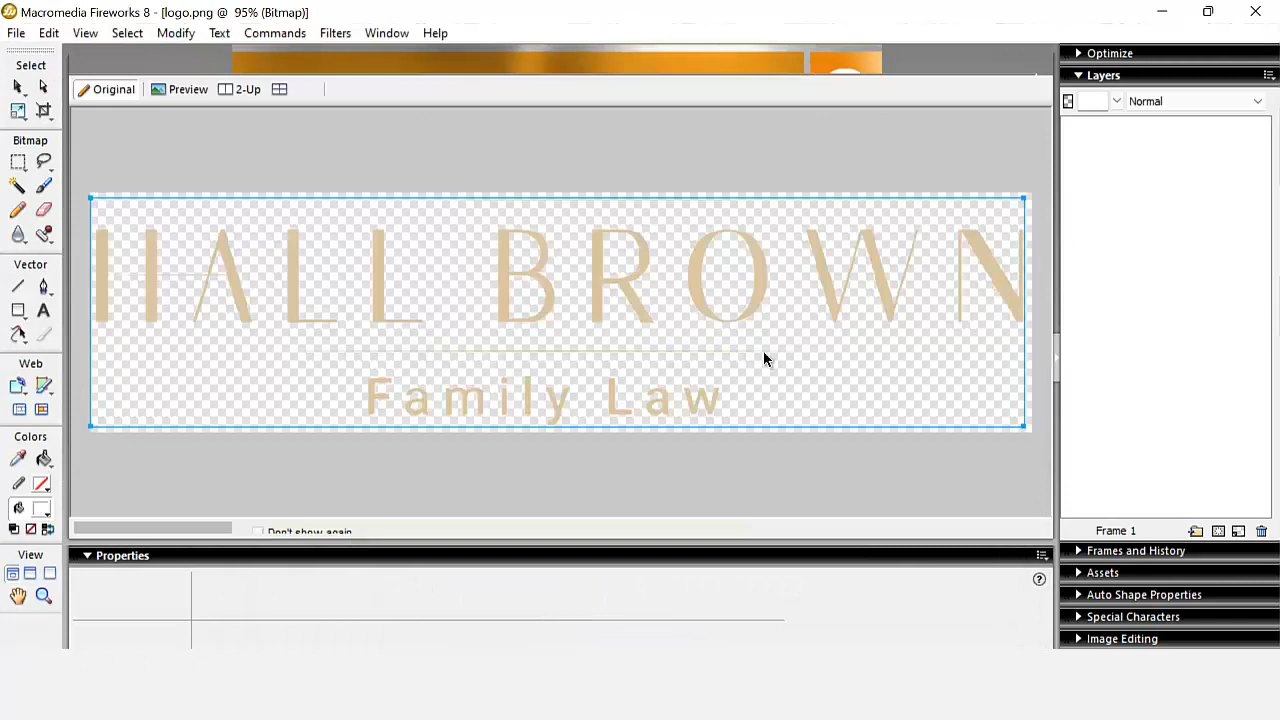 Macromedia Fireworks 8 - [logo.png @ 95% (Bitmap)]
File Edit View Select Modify Text Commands Filters Window Help
Select
Original Preview 2-Up
Bitmap
Vector
Web
Colors
View
HALL BROWN
Family Law
Don't show again
Properties
Optimize
Layers
Normal
Frame 1
Frames and History
Assets
Auto Shape Properties
Special Characters
Image Editing